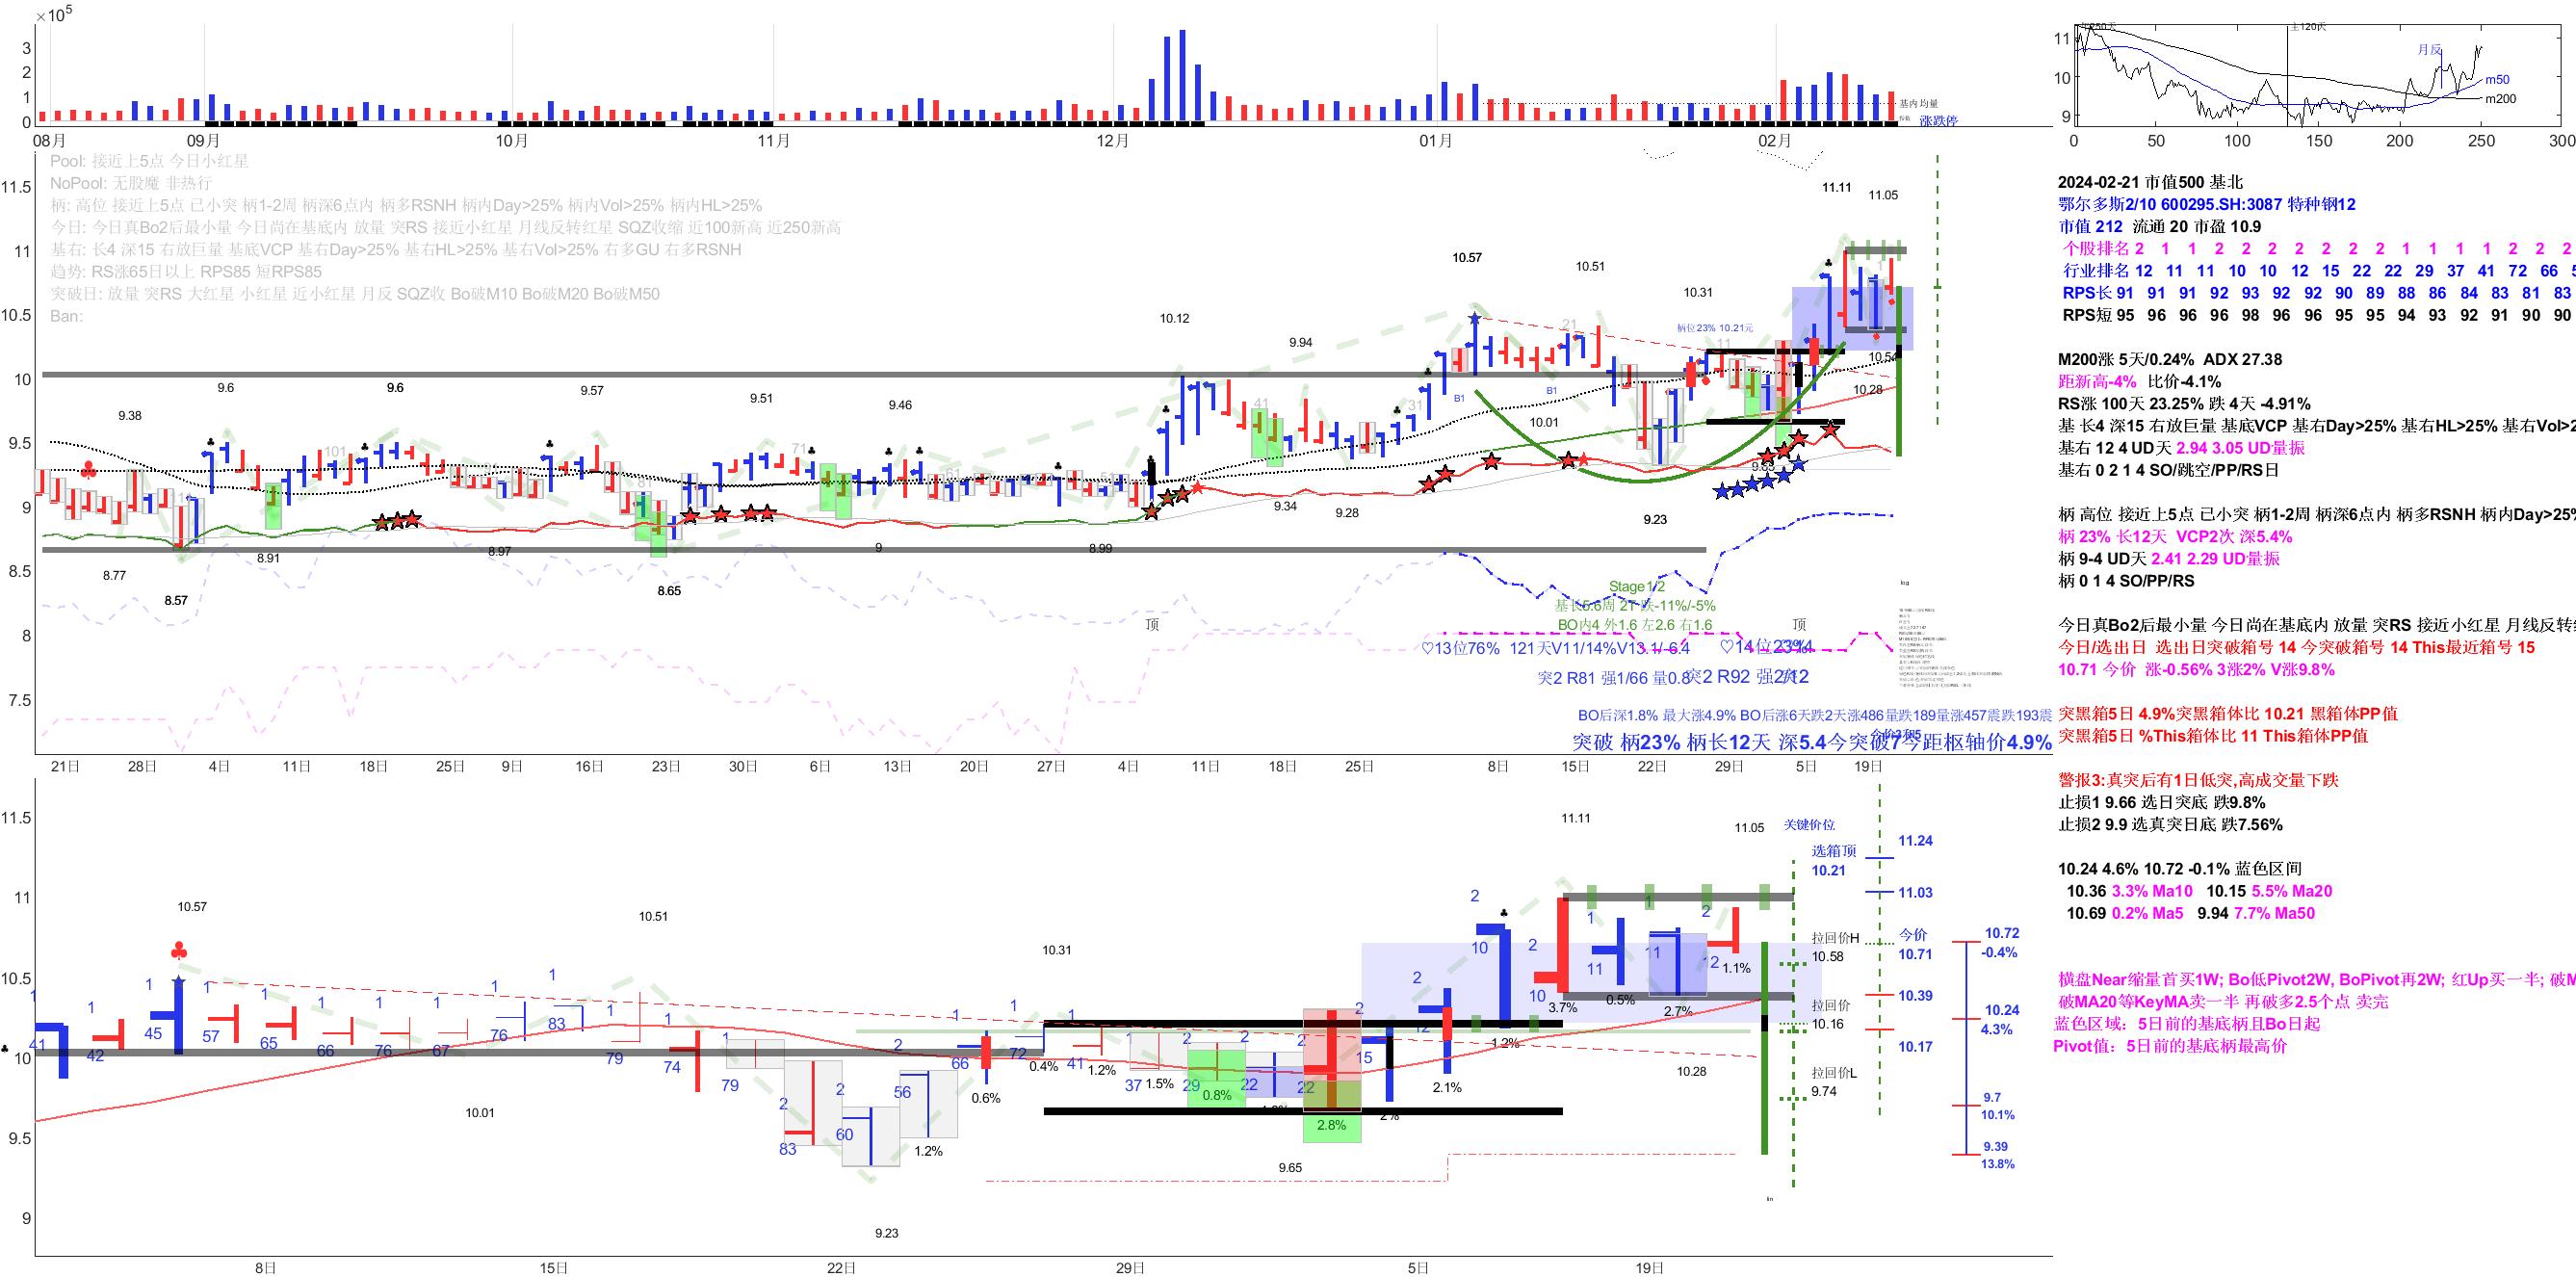 ×10⁵
3
2
1
0
基内均量
涨跌停
08月 09月 10月 11月 12月 01月 02月
Pool: 接近上5点 今日小红星
NoPool: 无股魔 非热行
柄: 高位 接近上5点 已小突 柄1-2周 柄深6点内 柄多RSNH 柄内Day>25% 柄内Vol>25% 柄内HL>25%
今日: 今日真Bo2后最小量 今日尚在基底内 放量 突RS 接近小红星 月线反转红星 SQZ收缩 近100新高 近250新高
基右: 长4 深15 右放巨量 基底VCP 基右Day>25% 基右HL>25% 基右Vol>25% 右多GU 右多RSNH
趋势: RS涨65日以上 RPS85 短RPS85
突破日: 放量 突RS 大红星 小红星 近小红星 月反 SQZ收 Bo破M10 Bo破M20 Bo破M50
Ban:
11.5
11
10.5
10
9.5
9
8.5
8
7.5
9.38 9.6 9.6 9.57 9.51 9.46 10.12 9.94 10.57 10.51 10.31 11.11 11.05
柄位23% 10.21元
8.77 8.57 8.91 8.97 8.65 9 8.99 9.34 9.28 10.01 9.23 9.53 10.28
B1 B1
101 71 61 51 41 31 21 11
Stage1/2
基长5.6周 21 跌-11%/-5%
BO内4 外1.6 左2.6 右1.6
顶 顶
♡13位76% 121天V11/14%V13.1/-6.4
突2 R81 强1/66 量0.8
突2 R92
BO后深1.8% 最大涨4.9% BO后涨6天跌2天涨486量跌189量涨457震跌193震
突破 柄23% 柄长12天 深5.4今突破7今距枢轴价4.9%
21日 28日 4日 11日 18日 25日 9日 16日 23日 30日 6日 13日 20日 27日 4日 11日 18日 25日 8日 15日 22日 29日 5日 19日
11.5
11
10.5
10
9.5
9
10.57 10.51 10.31 11.11 11.05
10.01 9.23 9.65 10.28
41 42 45 57 65 66 76 67 76 83 79 74 79 83 60 56 66 72 41 37 29 22 22 15 12 10 10 11 11 12
1.2% 0.6% 0.4% 1.2% 1.5% 0.8% 2.8% 2% 2.1% 1.2% 3.7% 0.5% 2.7% 1.1%
关键价位
选箱顶
10.21
拉回价H
10.58
拉回价
10.16
拉回价L
9.74
11.24
11.03
今价
10.71
10.39
10.17
10.72
-0.4%
10.24
4.3%
9.7
10.1%
9.39
13.8%
8日 15日 22日 29日 5日 19日
11
10
9
主120天
月反
m50
m200
0 50 100 150 200 250 300
2024-02-21 市值500 基北
鄂尔多斯2/10 600295.SH:3087 特种钢12
市值 212 流通 20 市盈 10.9
个股排名 2 1 1 2 2 2 2 2 2 1 1 1 1 2 2 2
行业排名 12 11 11 10 10 12 15 22 22 29 37 41 72 66
RPS长 91 91 91 92 93 92 92 90 89 88 86 84 83 81 83
RPS短 95 96 96 96 98 96 96 95 95 94 93 92 91 90 90
M200涨 5天/0.24% ADX 27.38
距新高-4% 比价-4.1%
RS涨 100天 23.25% 跌 4天 -4.91%
基 长4 深15 右放巨量 基底VCP 基右Day>25% 基右HL>25% 基右Vol>2
基右 12 4 UD天 2.94 3.05 UD量振
基右 0 2 1 4 SO/跳空/PP/RS日
柄 高位 接近上5点 已小突 柄1-2周 柄深6点内 柄多RSNH 柄内Day>25%
柄 23% 长12天 VCP2次 深5.4%
柄 9-4 UD天 2.41 2.29 UD量振
柄 0 1 4 SO/PP/RS
今日真Bo2后最小量 今日尚在基底内 放量 突RS 接近小红星 月线反转
今日/选出日 选出日突破箱号 14 今突破箱号 14 This最近箱号 15
10.71 今价 涨-0.56% 3涨2% V涨9.8%
突黑箱5日 4.9%突黑箱体比 10.21 黑箱体PP值
突黑箱5日 %This箱体比 11 This箱体PP值
警报3:真突后有1日低突,高成交量下跌
止损1 9.66 选日突底 跌9.8%
止损2 9.9 选真突日底 跌7.56%
10.24 4.6% 10.72 -0.1% 蓝色区间
10.36 3.3% Ma10 10.15 5.5% Ma20
10.69 0.2% Ma5 9.94 7.7% Ma50
横盘Near缩量首买1W; Bo低Pivot2W, BoPivot再2W; 红Up买一半; 破M
破MA20等KeyMA卖一半 再破多2.5个点 卖完
蓝色区域: 5日前的基底柄且Bo日起
Pivot值: 5日前的基底柄最高价